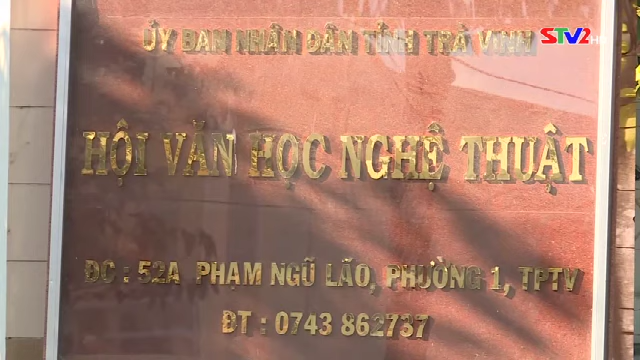 ỦY BAN NHÂN DÂN TỈNH TRÀ VINH
STV2 HD
HỘI VĂN HỌC NGHỆ THUẬT
ĐC : 52A PHẠM NGŨ LÃO, PHƯỜNG 1, TPTV
ĐT : 0743 862737